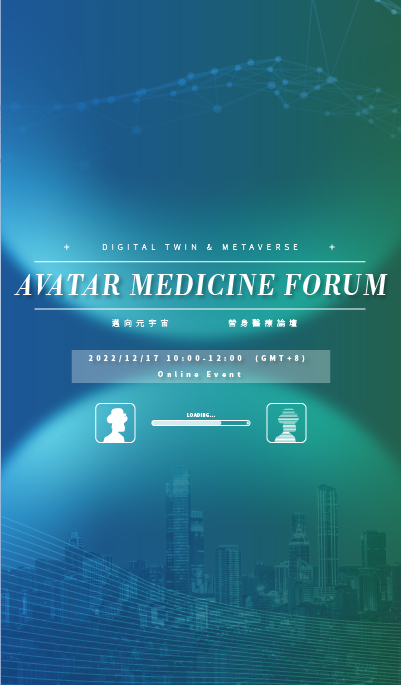 + DIGITAL TWIN & METAVERSE +
AVATAR MEDICINE FORUM
邁向元宇宙 替身醫療論壇
2022/12/17 10:00-12:00 (GMT+8)
Online Event
LOADING...